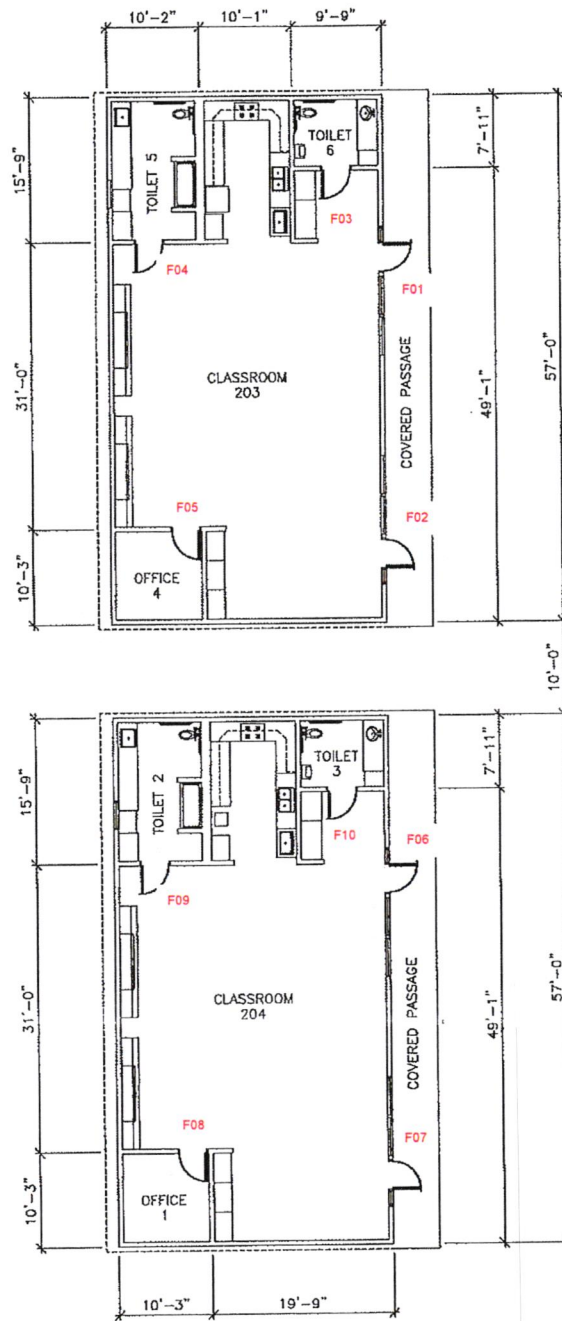 10'-2"
10'-1"
9'-9"
15'-9"
TOILET 5
TOILET
6
7'-11"
F03
F04
F01
31'-0"
CLASSROOM
203
COVERED PASSAGE
49'-1"
57'-0"
F05
F02
10'-3"
OFFICE
4
10'-0"
15'-9"
TOILET 2
TOILET
3
7'-11"
F10
F06
F09
31'-0"
CLASSROOM
204
COVERED PASSAGE
49'-1"
57'-0"
F08
F07
10'-3"
OFFICE
1
10'-3"
19'-9"